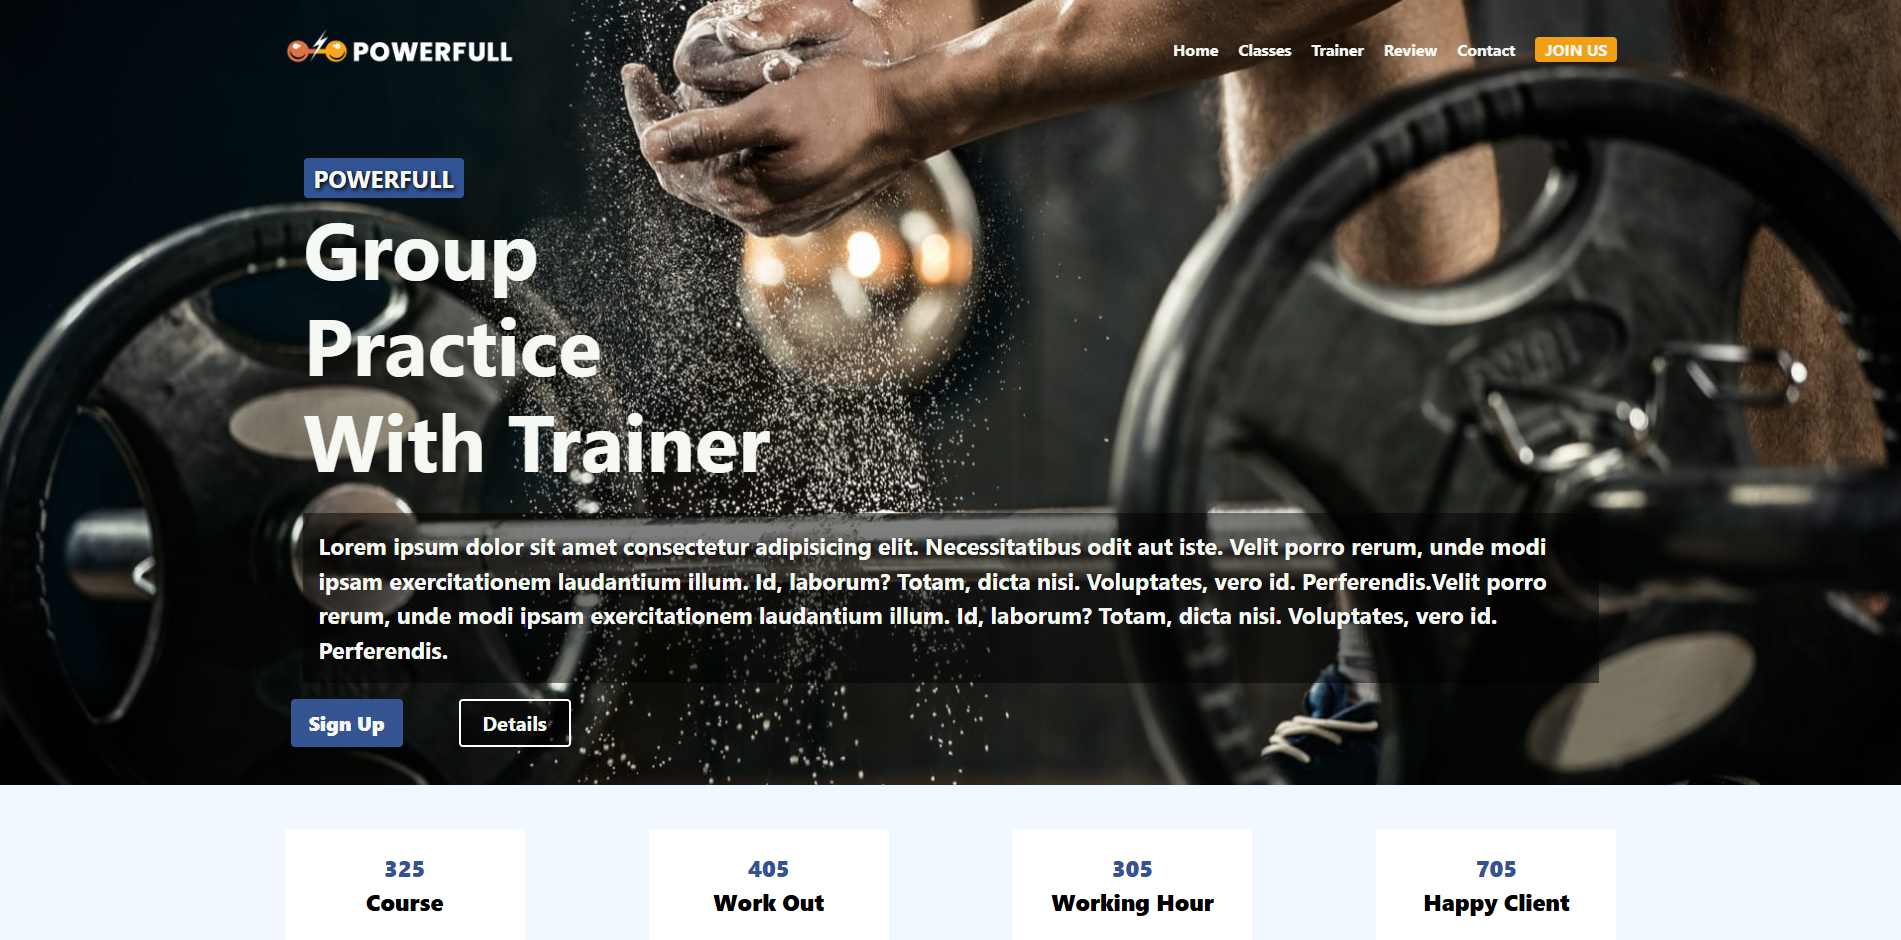 POWERFULL
Home Classes Trainer Review Contact JOIN US
POWERFULL
Group
Practice
With Trainer
Lorem ipsum dolor sit amet consectetur adipisicing elit. Necessitatibus odit aut iste. Velit porro rerum, unde modi
ipsam exercitationem laudantium illum. Id, laborum? Totam, dicta nisi. Voluptates, vero id. Perferendis.Velit porro
rerum, unde modi ipsam exercitationem laudantium illum. Id, laborum? Totam, dicta nisi. Voluptates, vero id.
Perferendis.
Sign Up Details
325 405 305 705
Course Work Out Working Hour Happy Client